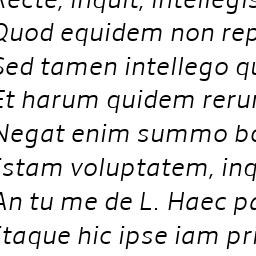 Recte, inquit, intellegis
Quod equidem non rep
Sed tamen intellego qu
Et harum quidem rerur
Negat enim summo bo
Istam voluptatem, inq
An tu me de L. Haec pa
Itaque hic ipse iam pri